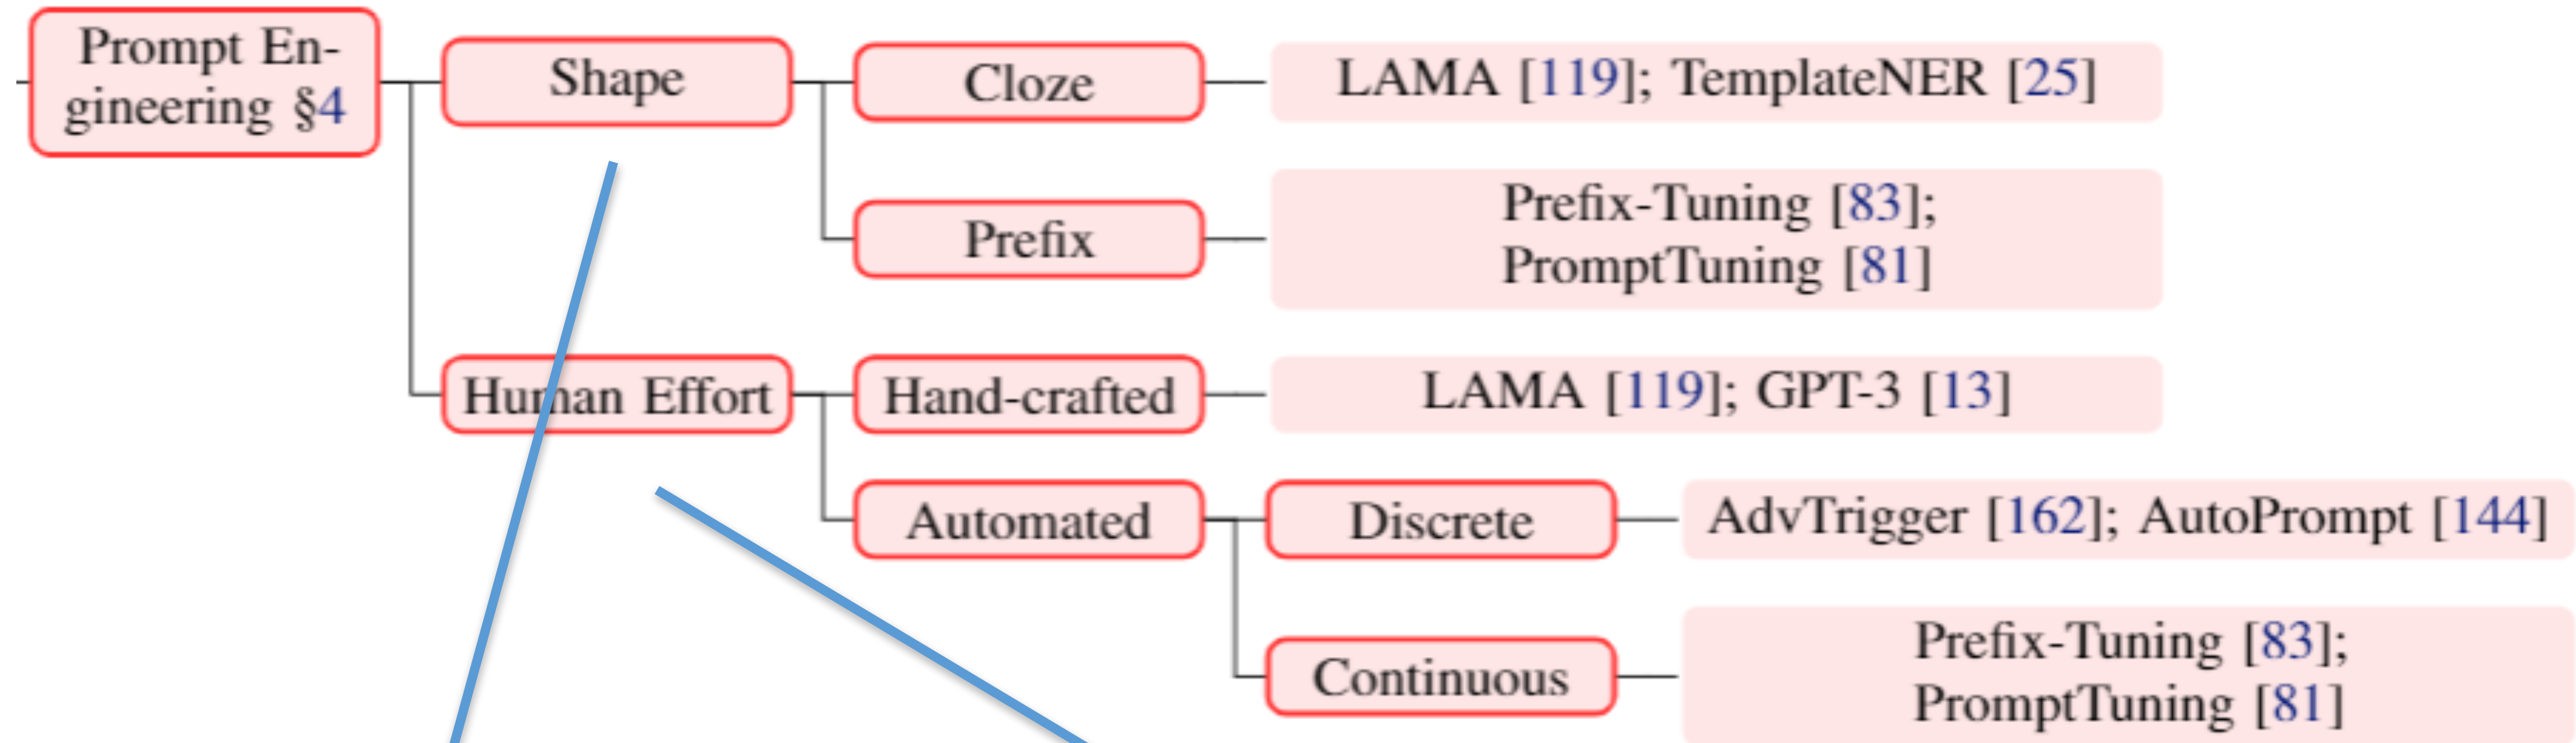 Prompt En-
gineering §4
Shape
Cloze
LAMA [119]; TemplateNER [25]
Prefix
Prefix-Tuning [83];
PromptTuning [81]
Human Effort
Hand-crafted
LAMA [119]; GPT-3 [13]
Automated
Discrete
AdvTrigger [162]; AutoPrompt [144]
Continuous
Prefix-Tuning [83];
PromptTuning [81]